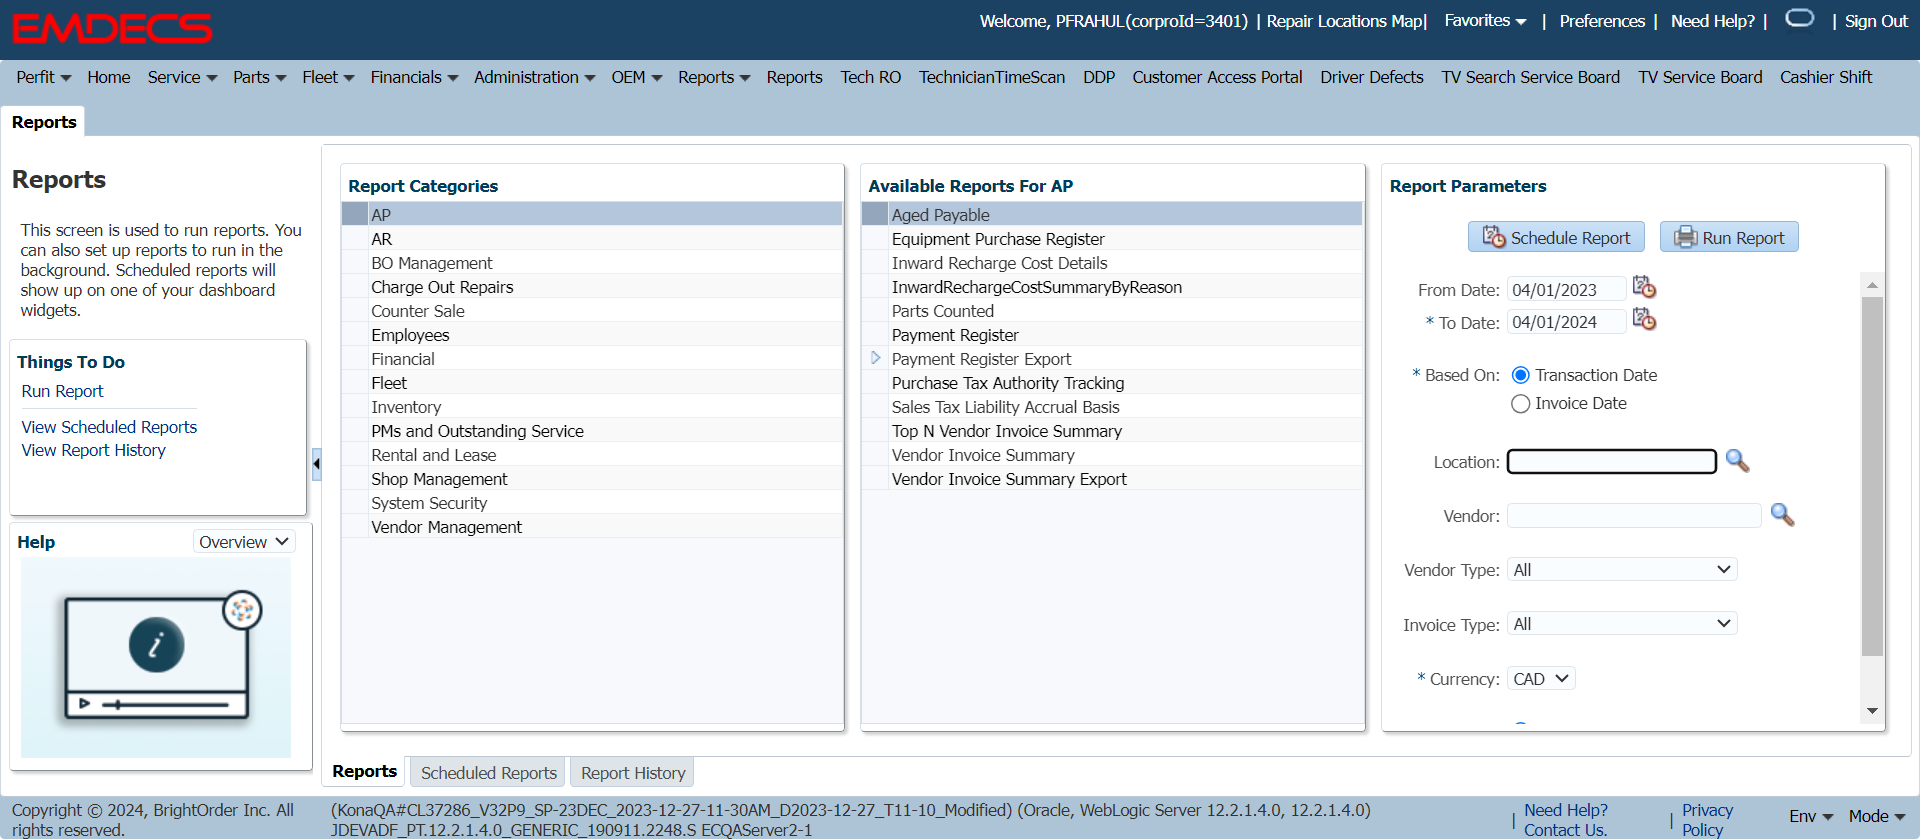 EMDECS
Welcome, PFRAHUL(corproId=3401) | Repair Locations Map| Favorites | Preferences | Need Help? | | Sign Out
Perfit Home Service Parts Fleet Financials Administration OEM Reports Reports Tech RO TechnicianTimeScan DDP Customer Access Portal Driver Defects TV Search Service Board TV Service Board Cashier Shift
Reports
Reports
This screen is used to run reports. You
can also set up reports to run in the
background. Scheduled reports will
show up on one of your dashboard
widgets.
Things To Do
Run Report
View Scheduled Reports
View Report History
Help
Overview
i
Report Categories
AP
AR
BO Management
Charge Out Repairs
Counter Sale
Employees
Financial
Fleet
Inventory
PMs and Outstanding Service
Rental and Lease
Shop Management
System Security
Vendor Management
Available Reports For AP
Aged Payable
Equipment Purchase Register
Inward Recharge Cost Details
InwardRechargeCostSummaryByReason
Parts Counted
Payment Register
Payment Register Export
Purchase Tax Authority Tracking
Sales Tax Liability Accrual Basis
Top N Vendor Invoice Summary
Vendor Invoice Summary
Vendor Invoice Summary Export
Report Parameters
Schedule Report Run Report
From Date: 04/01/2023
* To Date: 04/01/2024
* Based On: Transaction Date
Invoice Date
Location:
Vendor:
Vendor Type: All
Invoice Type: All
* Currency: CAD
Reports Scheduled Reports Report History
Copyright © 2024, BrightOrder Inc. All
rights reserved.
(KonaQA#CL37286_V32P9_SP-23DEC_2023-12-27-11-30AM_D2023-12-27_T11-10_Modified) (Oracle, WebLogic Server 12.2.1.4.0, 12.2.1.4.0)
JDEVADF_PT.12.2.1.4.0_GENERIC_190911.2248.S ECQAServer2-1
| Need Help?
Contact Us.
| Privacy
Policy
Env Mode